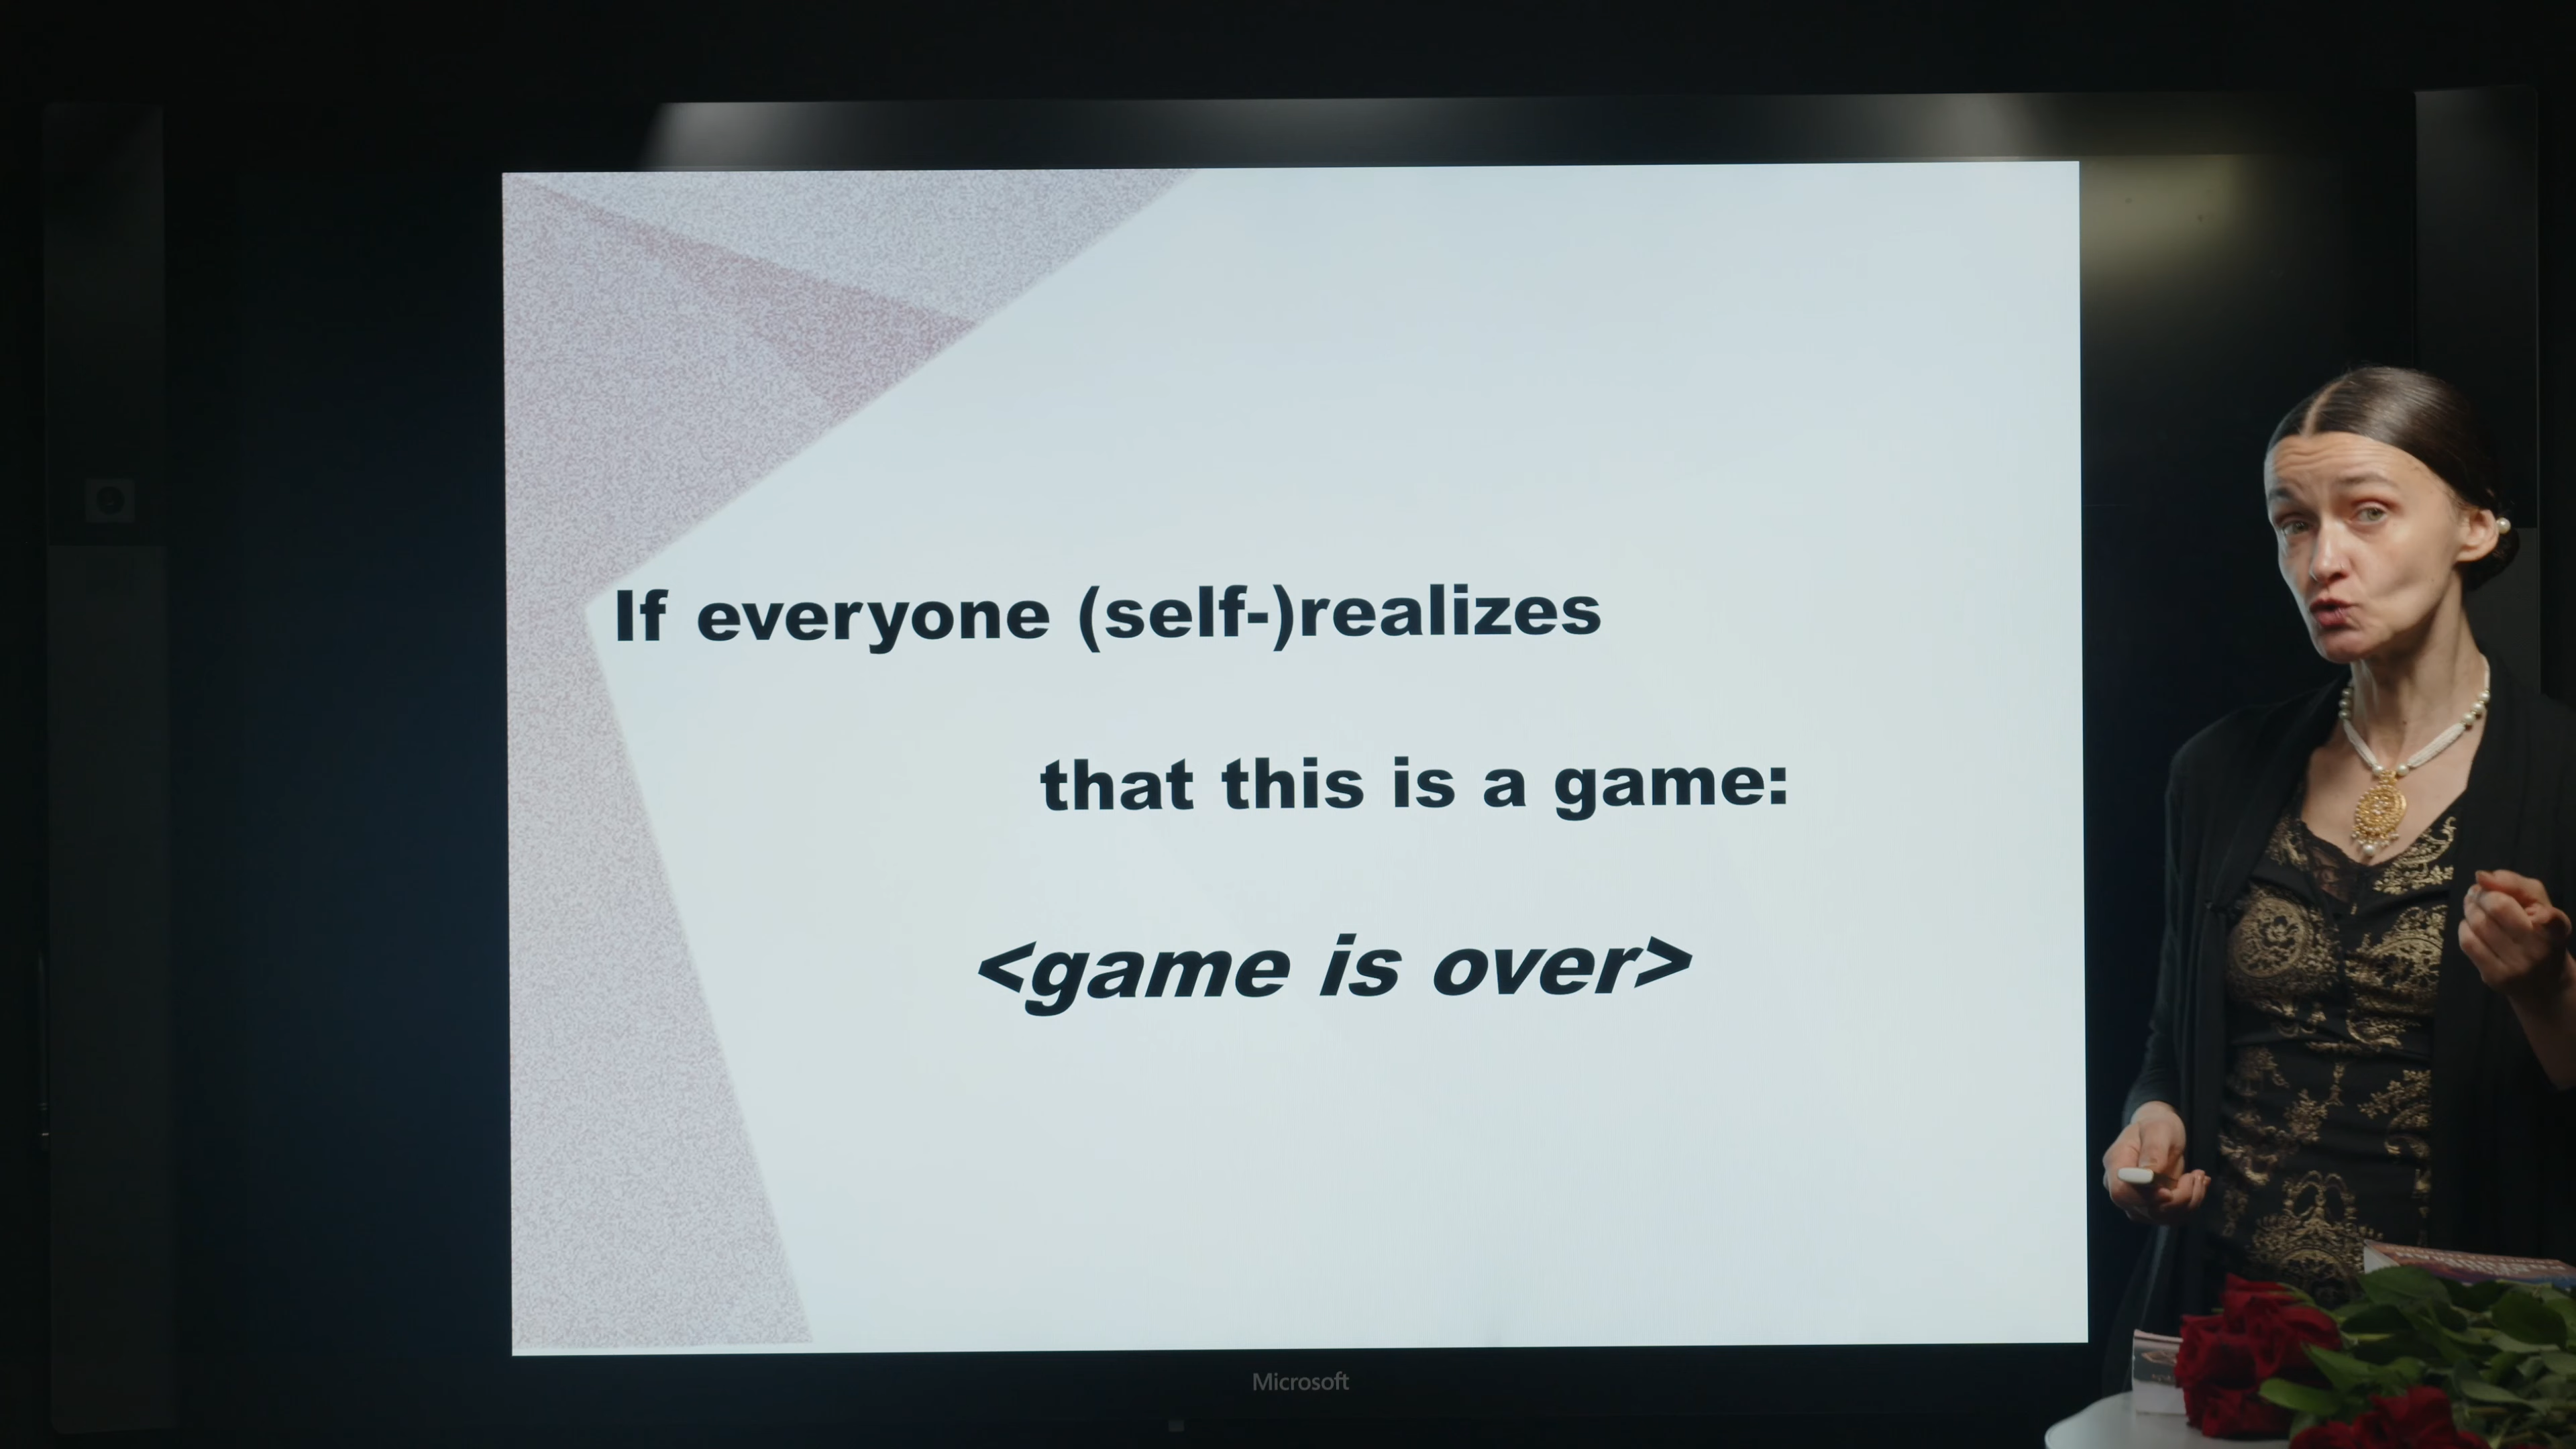 If everyone (self-)realizes
that this is a game:
<game is over>
Microsoft